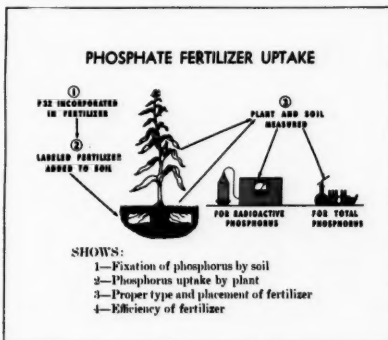 PHOSPHATE FERTILIZER UPTAKE
①
P32 INCORPORATED
IN FERTILIZER
②
LABELED FERTILIZER
ADDED TO SOIL
③
PLANT AND SOIL
MEASURED
FOR RADIOACTIVE
PHOSPHORUS
FOR TOTAL
PHOSPHORUS
SHOWS:
1—Fixation of phosphorus by soil
2—Phosphorus uptake by plant
3—Proper type and placement of fertilizer
4—Efficiency of fertilizer